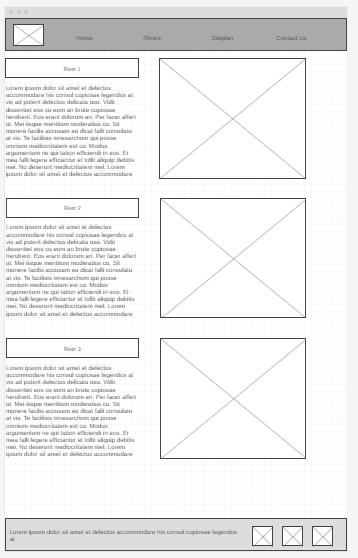 Home Rivers Siteplan Contact Us
River 1
Lorem ipsum dolor sit amet et delectus
accommodare his consul copiosae legendos at
vix ad putent delectus delicata usu. Vidit
dissentiet eos cu eum an brute copiosae
hendrerit. Eos erant dolorum an. Per facer affert
ut. Mei iisque mentitum moderatius cu. Sit
munere facilis accusam eu dicat falli consulatu
at vis. Te facilisis mnesarchum qui posse
omnium mediocritatem est cu. Modus
argumentum ne qui tation efficiendi in eos. Ei
mea falli legere efficiantur et tollit aliquip debitis
mei. No deserunt mediocritatem mel. Lorem
ipsum dolor sit amet et delectus accommodare
River 2
Lorem ipsum dolor sit amet et delectus
accommodare his consul copiosae legendos at
vix ad putent delectus delicata usu. Vidit
dissentiet eos cu eum an brute copiosae
hendrerit. Eos erant dolorum an. Per facer affert
ut. Mei iisque mentitum moderatius cu. Sit
munere facilis accusam eu dicat falli consulatu
at vis. Te facilisis mnesarchum qui posse
omnium mediocritatem est cu. Modus
argumentum ne qui tation efficiendi in eos. Ei
mea falli legere efficiantur et tollit aliquip debitis
mei. No deserunt mediocritatem mel. Lorem
ipsum dolor sit amet et delectus accommodare
River 3
Lorem ipsum dolor sit amet et delectus
accommodare his consul copiosae legendos at
vix ad putent delectus delicata usu. Vidit
dissentiet eos cu eum an brute copiosae
hendrerit. Eos erant dolorum an. Per facer affert
ut. Mei iisque mentitum moderatius cu. Sit
munere facilis accusam eu dicat falli consulatu
at vis. Te facilisis mnesarchum qui posse
omnium mediocritatem est cu. Modus
argumentum ne qui tation efficiendi in eos. Ei
mea falli legere efficiantur et tollit aliquip debitis
mei. No deserunt mediocritatem mel. Lorem
ipsum dolor sit amet et delectus accommodare
Lorem ipsum dolor sit amet et delectus accommodare his consul copiosae legendos
at